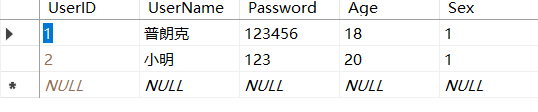 UserID UserName Password Age Sex
1 普朗克 123456 18 1
2 小明 123 20 1
NULL NULL NULL NULL NULL